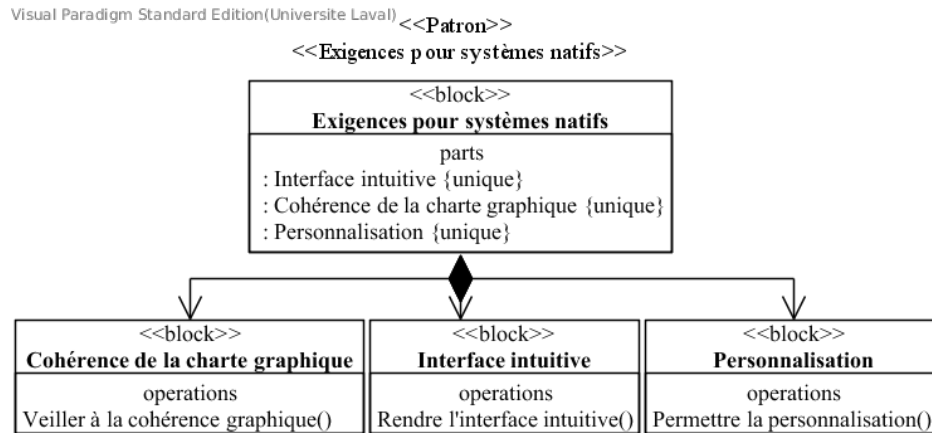 Visual Paradigm Standard Edition(Universite Laval)
<<Patron>>
<<Exigences pour systèmes natifs>>
<<block>>
Exigences pour systèmes natifs
parts
: Interface intuitive {unique}
: Cohérence de la charte graphique {unique}
: Personnalisation {unique}
<<block>>
Cohérence de la charte graphique
operations
Veiller à la cohérence graphique()
<<block>>
Interface intuitive
operations
Rendre l'interface intuitive()
<<block>>
Personnalisation
operations
Permettre la personnalisation()